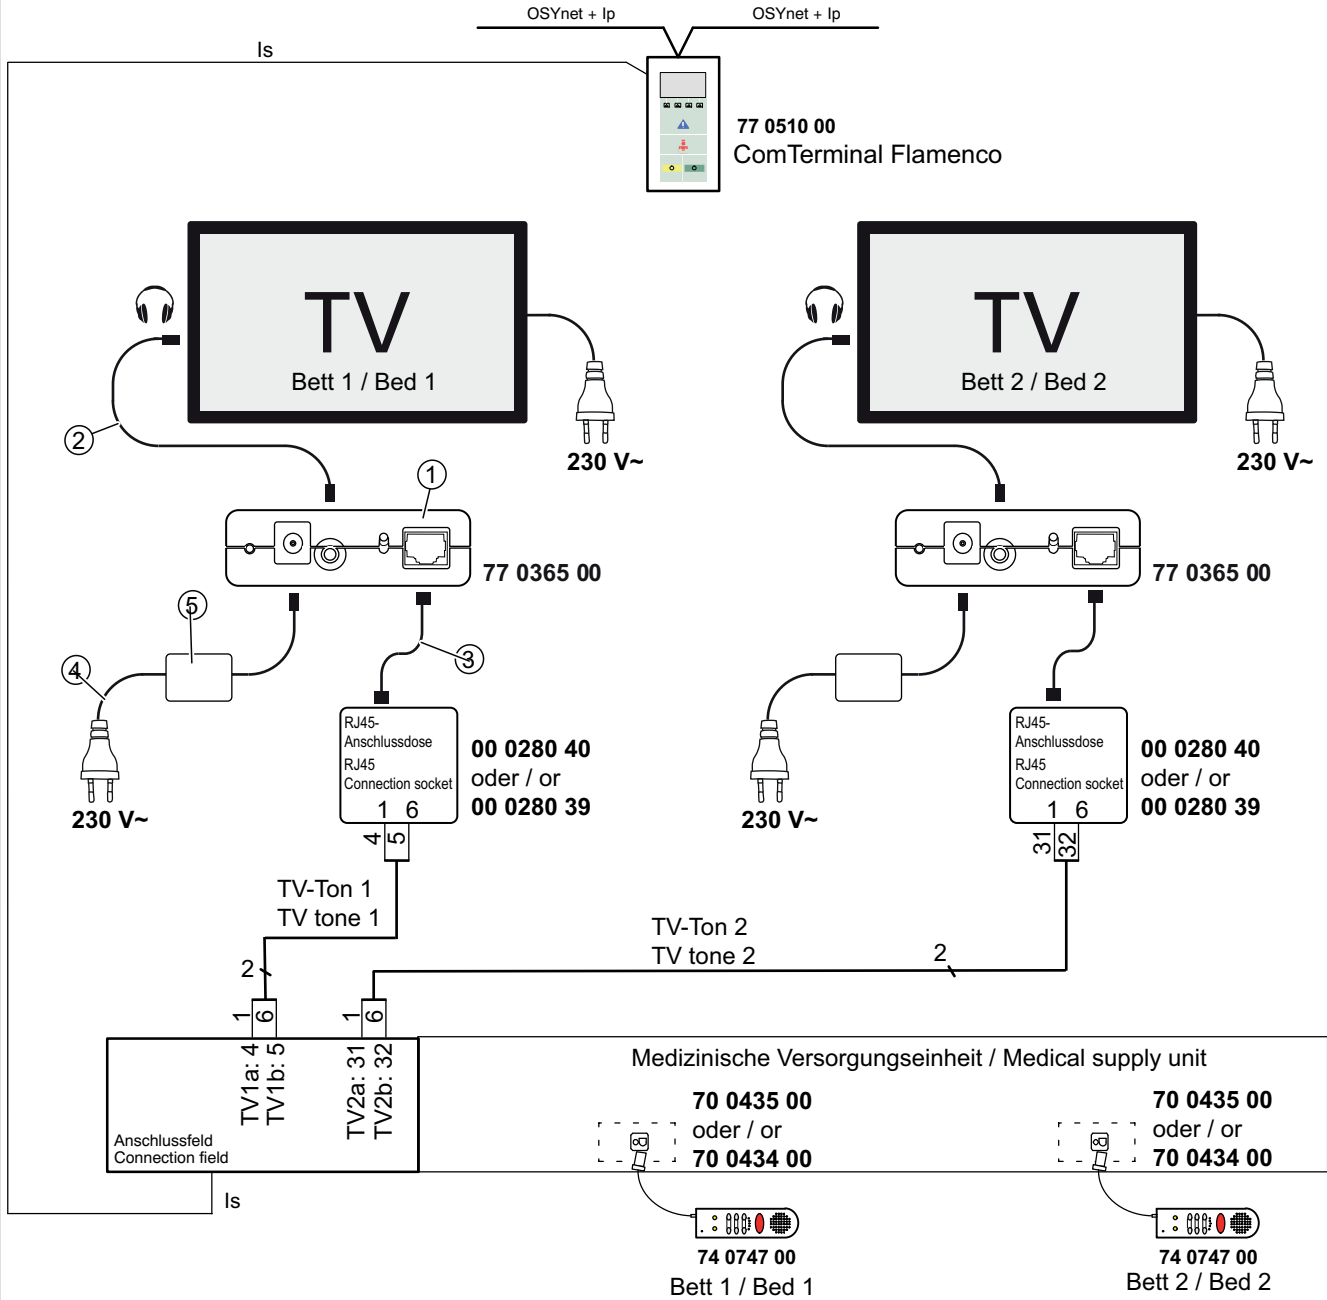 OSYnet + Ip
OSYnet + Ip
Is
77 0510 00
ComTerminal Flamenco
TV
Bett 1 / Bed 1
TV
Bett 2 / Bed 2
2
1
230 V~
230 V~
77 0365 00
77 0365 00
5
4
3
RJ45-
Anschlussdose
RJ45
Connection socket
1 6
00 0280 40
oder / or
00 0280 39
RJ45-
Anschlussdose
RJ45
Connection socket
1 6
00 0280 40
oder / or
00 0280 39
230 V~
230 V~
4
5
31
32
TV-Ton 1
TV tone 1
TV-Ton 2
TV tone 2
2
2
1
6
1
6
TV1a: 4
TV1b: 5
TV2a: 31
TV2b: 32
Anschlussfeld
Connection field
Medizinische Versorgungseinheit / Medical supply unit
70 0435 00
oder / or
70 0434 00
70 0435 00
oder / or
70 0434 00
Is
74 0747 00
Bett 1 / Bed 1
74 0747 00
Bett 2 / Bed 2